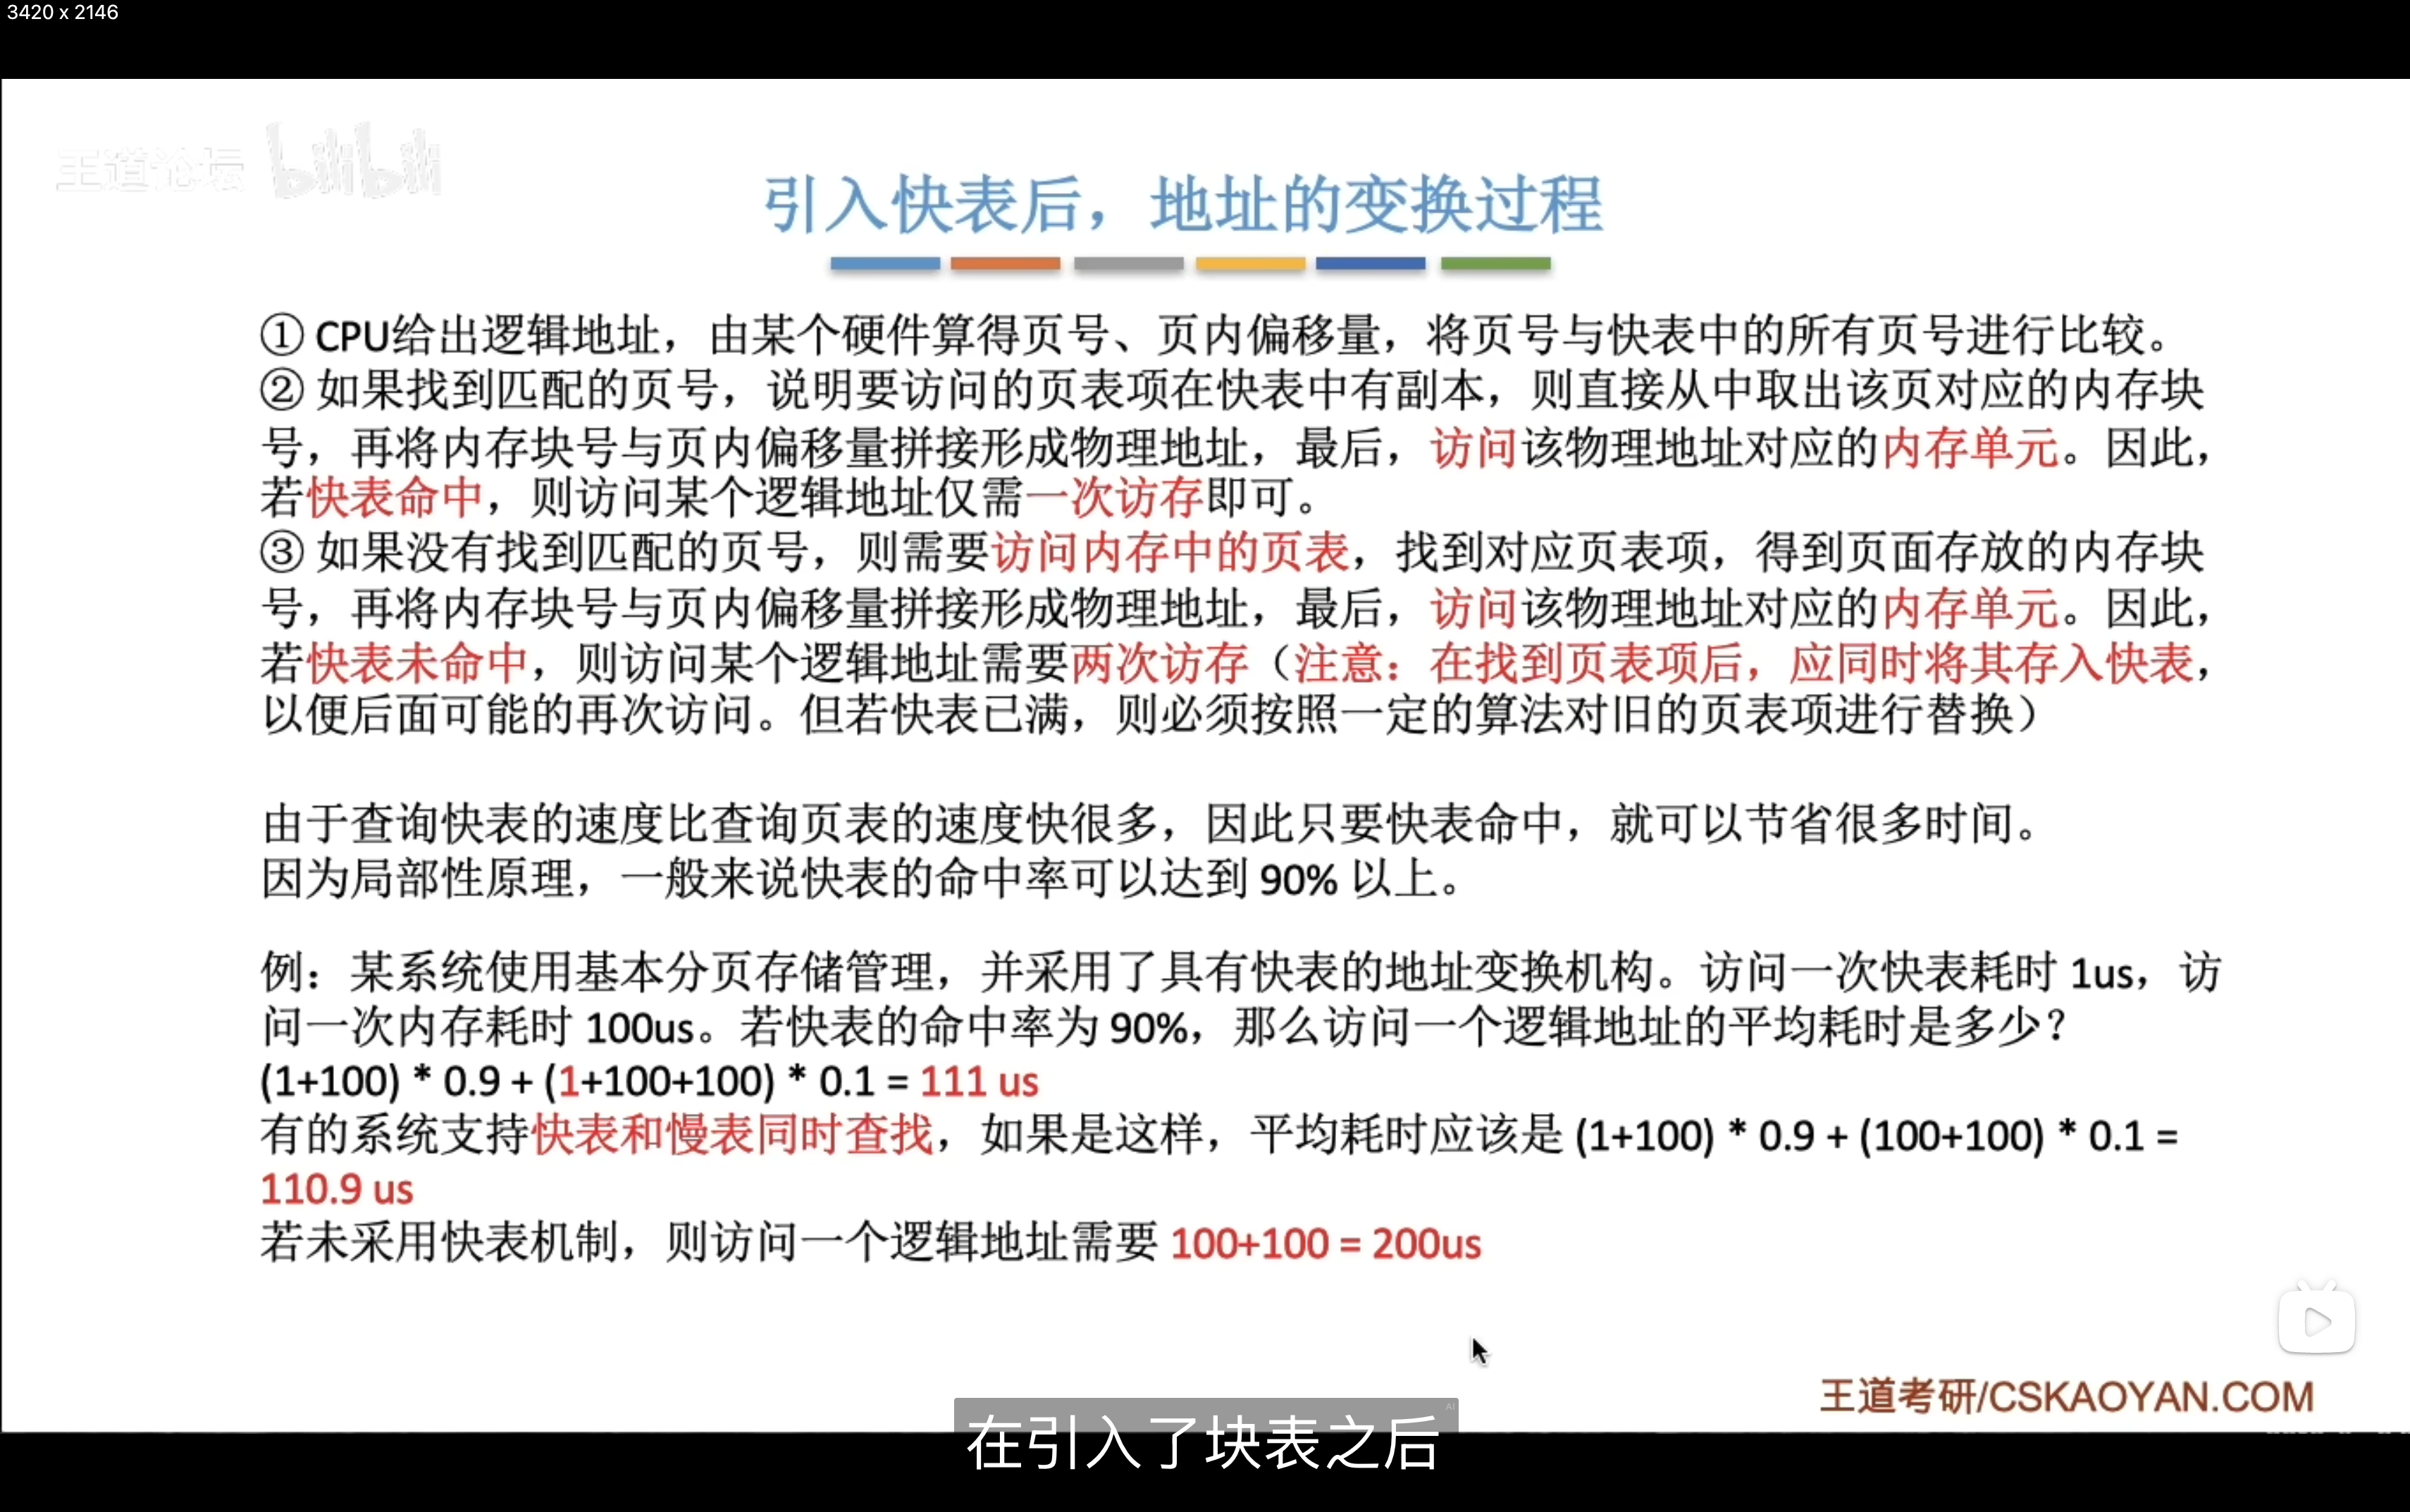 3420 x 2146
王道论坛 bilibili
引入快表后，地址的变换过程
① CPU给出逻辑地址，由某个硬件算得页号、页内偏移量，将页号与快表中的所有页号进行比较。
② 如果找到匹配的页号，说明要访问的页表项在快表中有副本，则直接从中取出该页对应的内存块
号，再将内存块号与页内偏移量拼接形成物理地址，最后，访问该物理地址对应的内存单元。因此，
若快表命中，则访问某个逻辑地址仅需一次访存即可。
③ 如果没有找到匹配的页号，则需要访问内存中的页表，找到对应页表项，得到页面存放的内存块
号，再将内存块号与页内偏移量拼接形成物理地址，最后，访问该物理地址对应的内存单元。因此，
若快表未命中，则访问某个逻辑地址需要两次访存（注意：在找到页表项后，应同时将其存入快表，
以便后面可能的再次访问。但若快表已满，则必须按照一定的算法对旧的页表项进行替换）
由于查询快表的速度比查询页表的速度快很多，因此只要快表命中，就可以节省很多时间。
因为局部性原理，一般来说快表的命中率可以达到 90% 以上。
例：某系统使用基本分页存储管理，并采用了具有快表的地址变换机构。访问一次快表耗时 1us，访
问一次内存耗时 100us。若快表的命中率为 90%，那么访问一个逻辑地址的平均耗时是多少？
(1+100) * 0.9 + (1+100+100) * 0.1 = 111 us
有的系统支持快表和慢表同时查找，如果是这样，平均耗时应该是 (1+100) * 0.9 + (100+100) * 0.1 =
110.9 us
若未采用快表机制，则访问一个逻辑地址需要 100+100 = 200us
王道考研/CSKAOYAN.COM
AI
在引入了块表之后